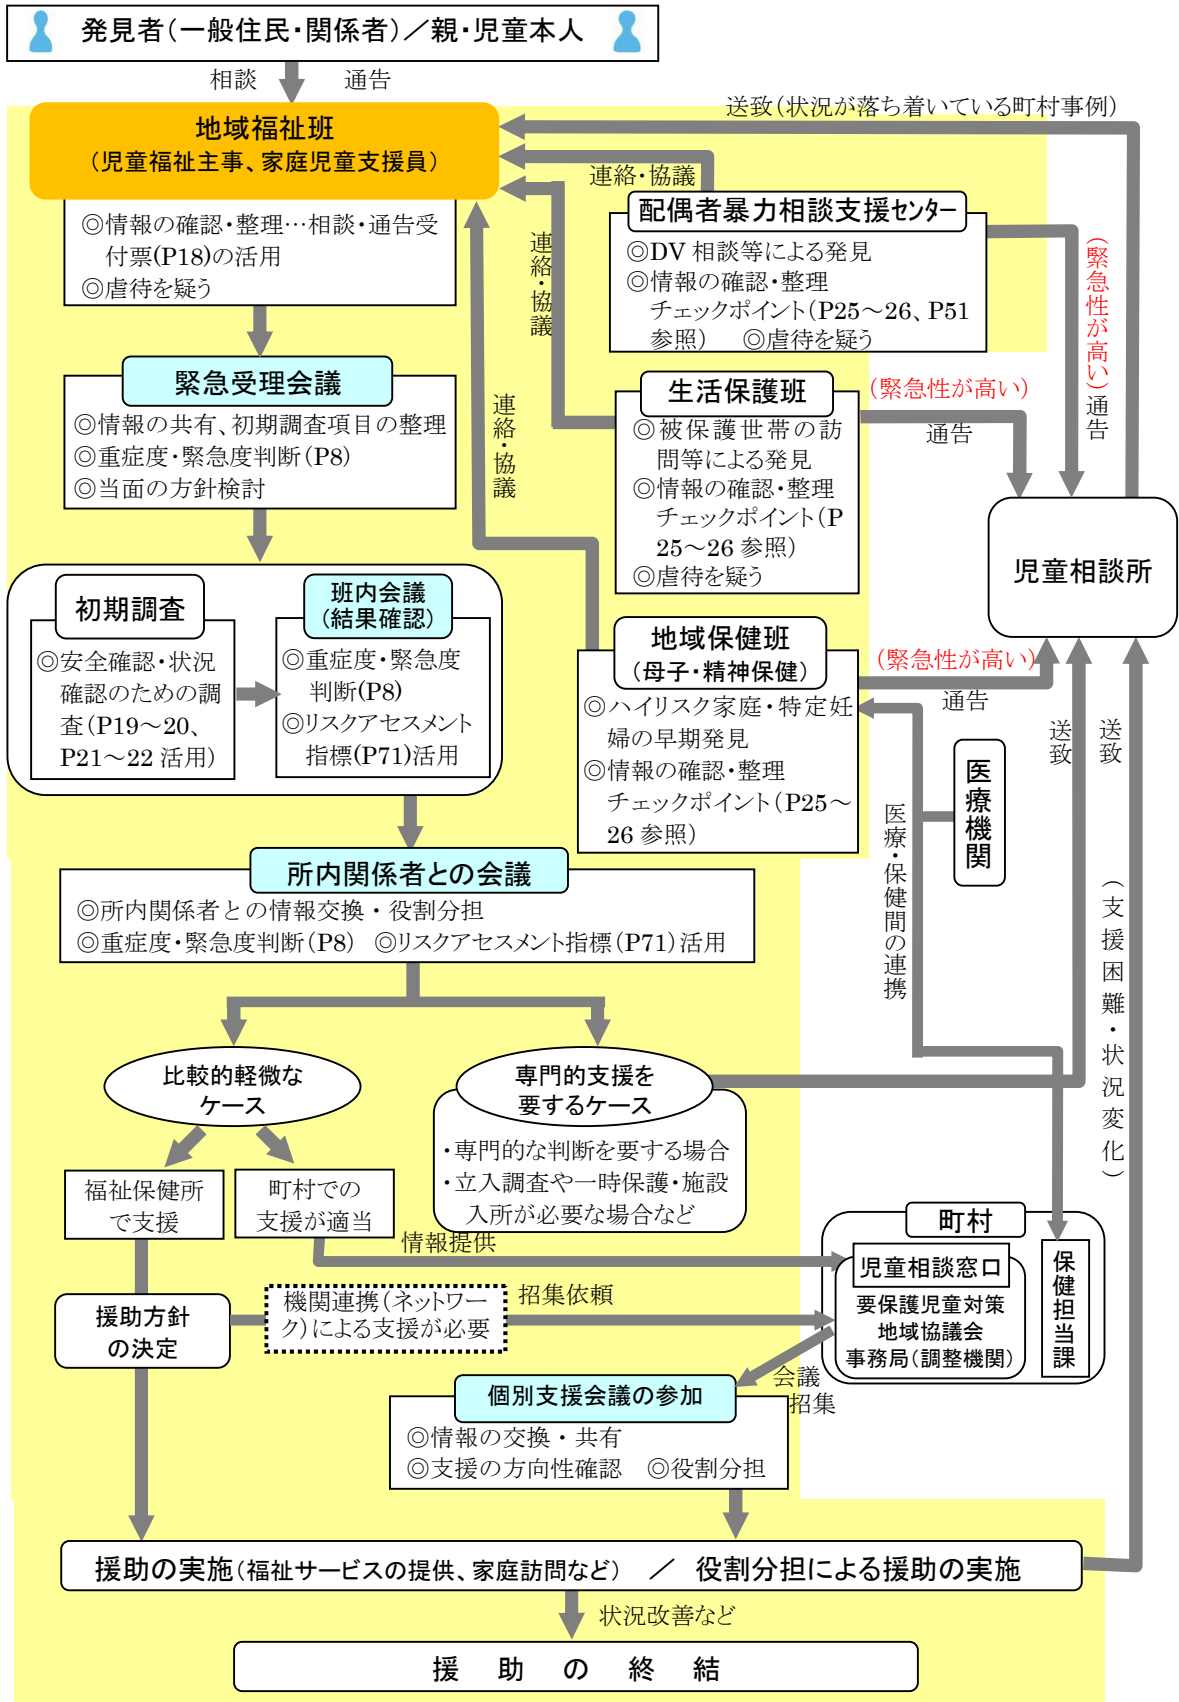 発見者（一般住民・関係者）／親・児童本人
相談
通告
送致（状況が落ち着いている町村事例）
地域福祉班
（児童福祉主事、家庭児童支援員）
◎情報の確認・整理…相談・通告受
付票(P18)の活用
◎虐待を疑う
連絡・協議
連絡・協議
連絡・協議
配偶者暴力相談支援センター
◎DV 相談等による発見
◎情報の確認・整理
チェックポイント（P25～26、P51
参照）　◎虐待を疑う
（緊急性が高い）通告
緊急受理会議
◎情報の共有、初期調査項目の整理
◎重症度・緊急度判断（P8）
◎当面の方針検討
生活保護班
◎被保護世帯の訪
問等による発見
◎情報の確認・整理
チェックポイント（P
25～26 参照）
◎虐待を疑う
（緊急性が高い）
通告
児童相談所
初期調査
◎安全確認・状況
確認のための調
査（P19～20、
P21～22 活用）
班内会議
（結果確認）
◎重症度・緊急度
判断(P8)
◎リスクアセスメント
指標(P71)活用
地域保健班
（母子・精神保健）
◎ハイリスク家庭・特定妊
婦の早期発見
◎情報の確認・整理
チェックポイント（P25～
26 参照）
（緊急性が高い）
通告
送致
送致
医療機関
医療・保健間の連携
（支援困難・状況変化）
所内関係者との会議
◎所内関係者との情報交換・役割分担
◎重症度・緊急度判断（P8）　◎リスクアセスメント指標（P71）活用
比較的軽微な
ケース
専門的支援を
要するケース
・専門的な判断を要する場合
・立入調査や一時保護・施設
入所が必要な場合など
福祉保健所
で支援
町村での
支援が適当
情報提供
町村
児童相談窓口
要保護児童対策
地域協議会
事務局（調整機関）
保健担当課
援助方針
の決定
機関連携（ネットワー
ク）による支援が必要
招集依頼
会議
招集
個別支援会議の参加
◎情報の交換・共有
◎支援の方向性確認　◎役割分担
援助の実施（福祉サービスの提供、家庭訪問など）　／　役割分担による援助の実施
状況改善など
援　助　の　終　結